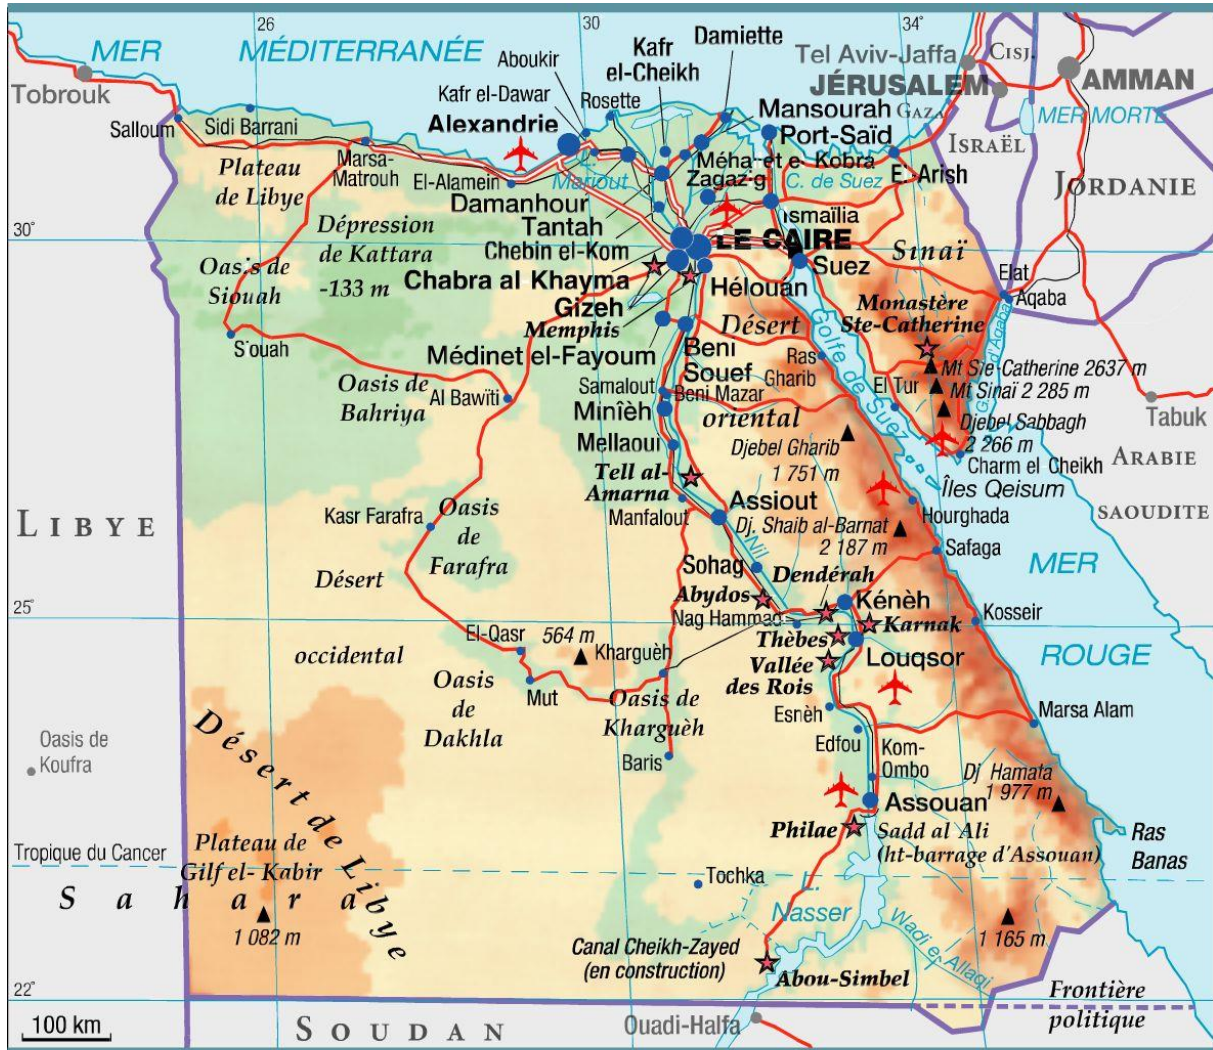 26
30
34
MER MÉDITERRANÉE
Aboukir
Kafr
el-Cheikh
Damiette
Tel Aviv-Jaffa
CISJ.
JÉRUSALEM
AMMAN
Tobrouk
Kafr el-Dawar
Rosette
Mansourah
GAZA
MER MORTE
Salloum
Sidi Barrani
Alexandrie
Port-Saïd
ISRAËL
Marsa-
Matrouh
Plateau
de Libye
El-Alamein
L.
Mariout
Méha et e. Kobra
Zagazig
C. de Suez
E. Arish
JORDANIE
Damanhour
Tantah
Chebin el-Kom
Ismaïlia
30°
Dépression
de Kattara
-133 m
LE CAIRE
Suez
Sinaï
Oasis de
Siouah
Chabra al Khayma
Gizeh
Memphis
Hélouan
Elat
Aqaba
Monastère
Ste-Catherine
Désert
Golfe de Suez
G. d'Aqaba
S ouah
Médinet el-Fayoum
Beni
Souef
Ras
Gharib
Mt Ste-Catherine 2637 m
Mt Sinaï 2 285 m
El Tur
Tabuk
Oasis de
Bahriya
Al Bawïti
Samalout
Beni Mazar
Minîèh
oriental
Djebel Sabbagh
2 266 m
Mellaoui
Djebel Gharib
1 751 m
Charm el Cheikh
ARABIE
SAOUDITE
Tell al-
Amarna
Îles Qeisum
LIBYE
Kasr Farafra
Oasis
de
Farafra
Manfalout
Assiout
Dj. Shaib al-Barnat
2 187 m
Hourghada
Nil
Safaga
MER
ROUGE
Désert
occidental
Sohag
Dendérah
Abydos
Kénèh
25°
Nag Hammadi
Karnak
Kosseir
El-Qasr
564 m
Kharguèh
Thèbes
Louqsor
Vallée
des Rois
Oasis
de
Dakhla
Mut
Oasis de
Kharguèh
Esnèh
Marsa Alam
Désert de Libye
Oasis de
Koufra
Baris
Edfou
Kom-
Ombo
Dj Hamata
1 977 m
Assouan
Philae
Sadd al Ali
(ht-barrage d'Assouan)
Ras
Banas
Tropique du Cancer
Plateau de
Gilf el- Kabir
Sahara
1 082 m
Tochka
L.
Nasser
Wadi e. Allaqi
1 165 m
Canal Cheikh-Zayed
(en construction)
Abou-Simbel
22°
100 km
SOUDAN
Ouadi-Halfa
Frontière
politique